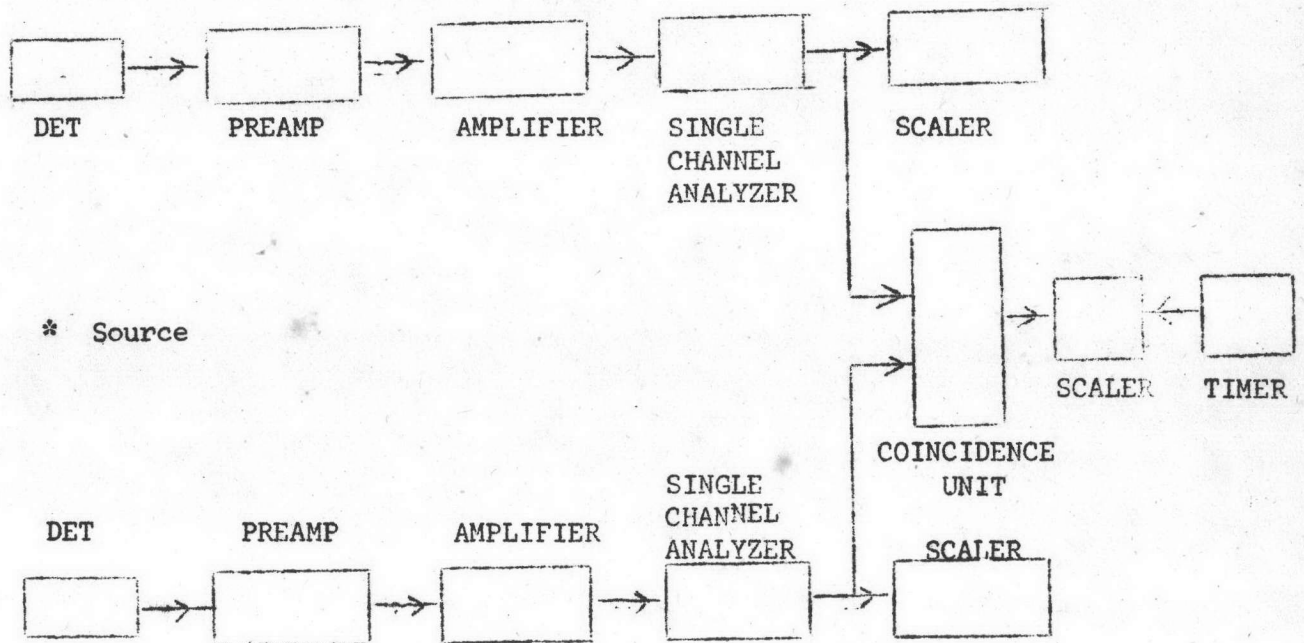 DET
PREAMP
AMPLIFIER
SINGLE
CHANNEL
ANALYZER
SCALER
* Source
SCALER
TIMER
COINCIDENCE
UNIT
DET
PREAMP
AMPLIFIER
SINGLE
CHANNEL
ANALYZER
SCALER